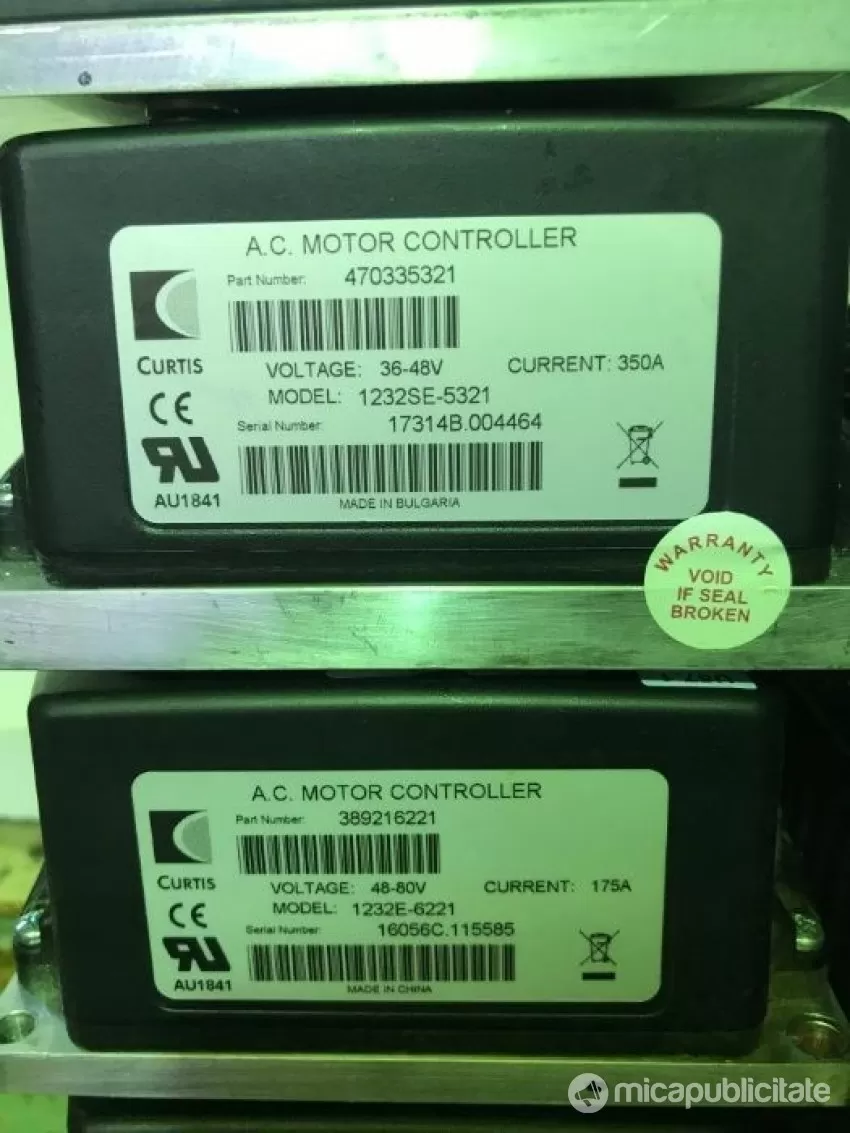 A.C. MOTOR CONTROLLER
Part Number: 470335321
CURTIS
VOLTAGE: 36-48V CURRENT: 350A
MODEL: 1232SE-5321
CE
Serial Number: 17314B.004464
AU1841
MADE IN BULGARIA
WARRANTY
VOID
IF SEAL
BROKEN
A.C. MOTOR CONTROLLER
Part Number: 389216221
CURTIS
VOLTAGE: 48-80V CURRENT: 175A
MODEL: 1232E-6221
CE
Serial Number: 16056C.115585
AU1841
MADE IN CHINA
micapublicitate